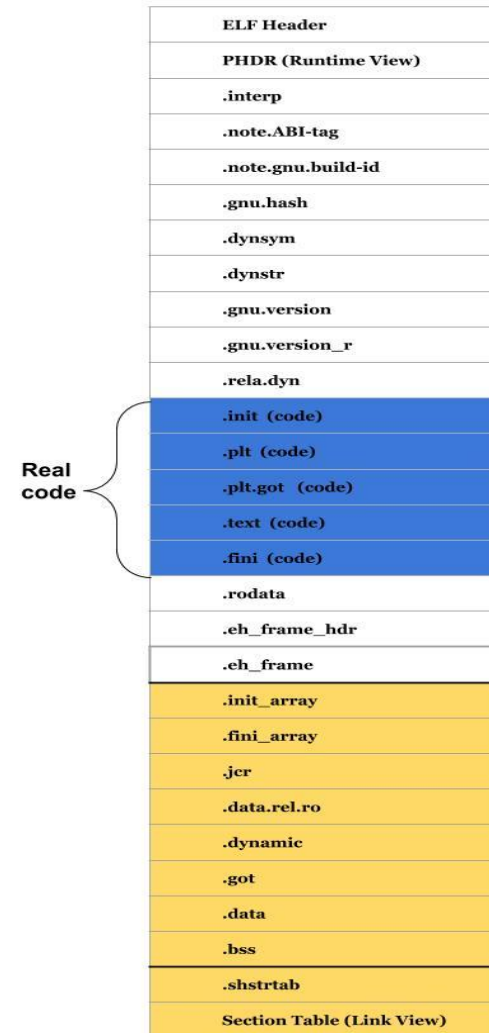 ELF Header
PHDR (Runtime View)
.interp
.note.ABI-tag
.note.gnu.build-id
.gnu.hash
.dynsym
.dynstr
.gnu.version
.gnu.version_r
.rela.dyn
Real
code
.init (code)
.plt (code)
.plt.got (code)
.text (code)
.fini (code)
.rodata
.eh_frame_hdr
.eh_frame
.init_array
.fini_array
.jcr
.data.rel.ro
.dynamic
.got
.data
.bss
.shstrtab
Section Table (Link View)